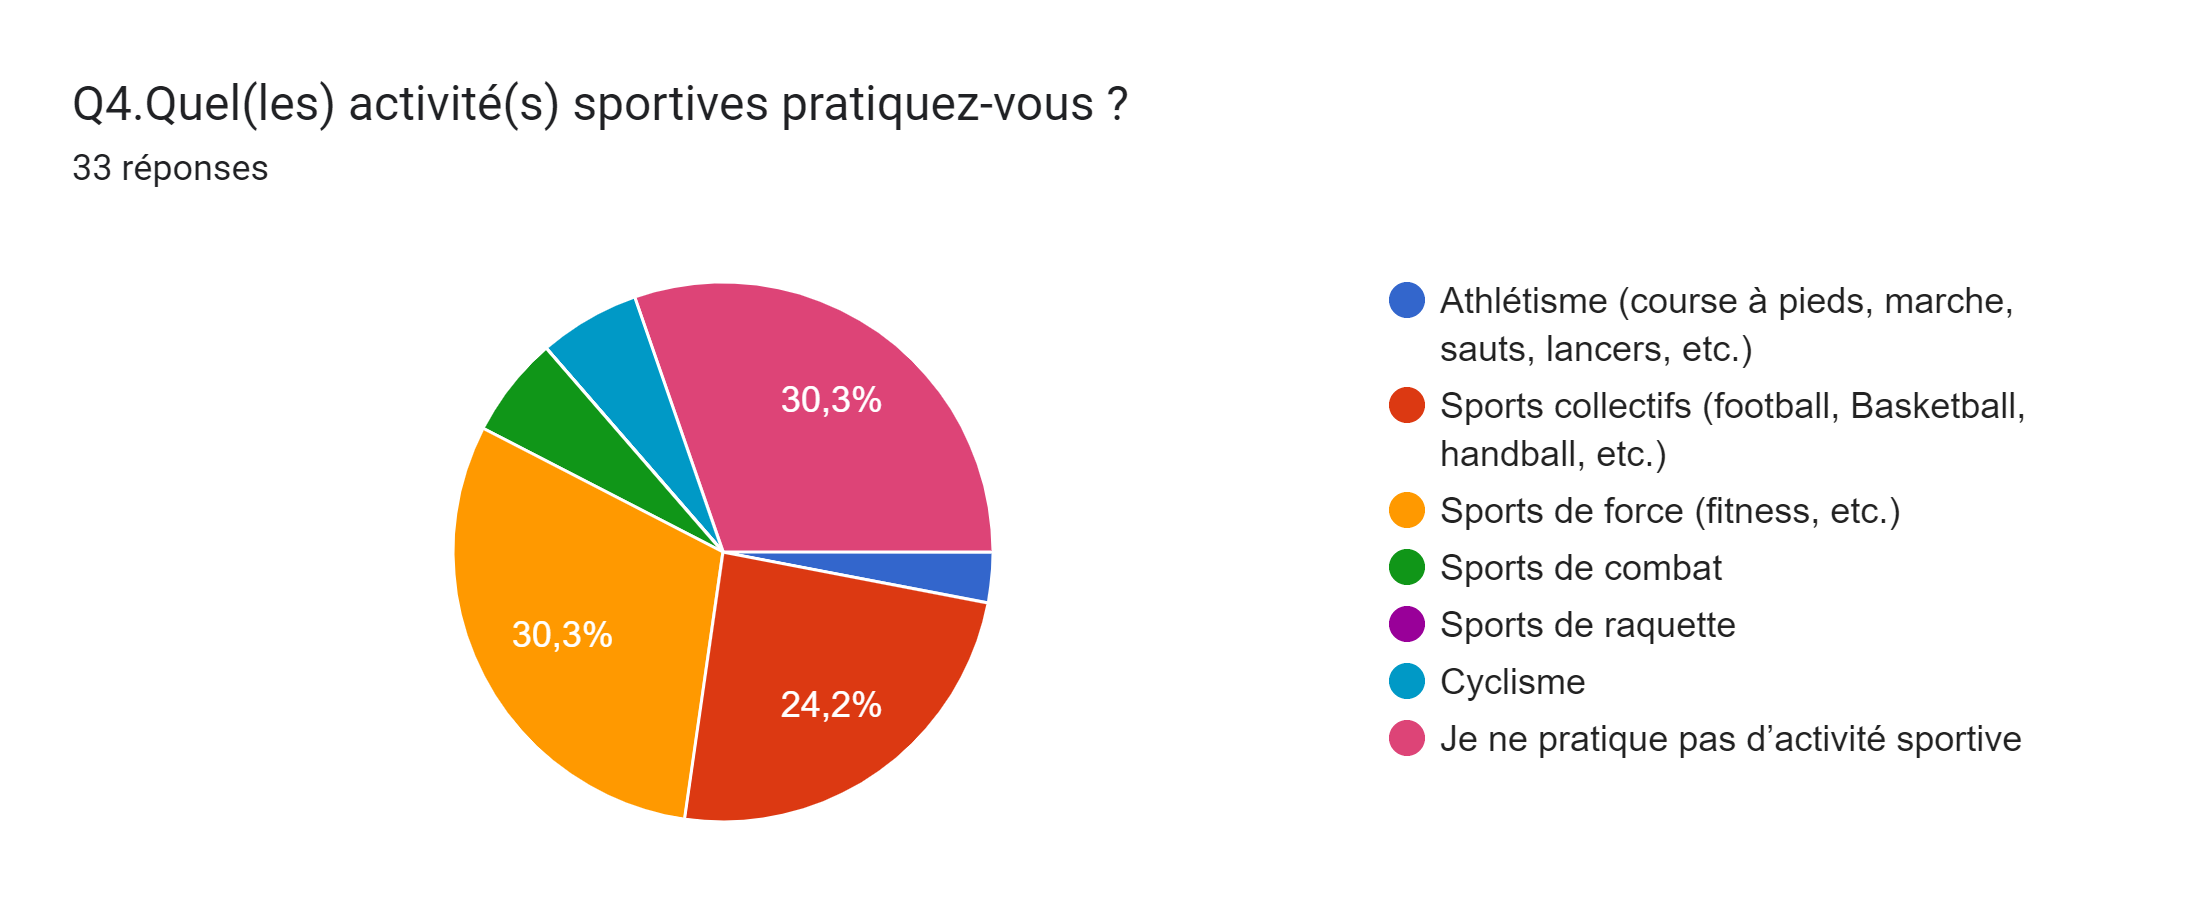 Q4.Quel(les) activité(s) sportives pratiquez-vous ?
33 réponses
30,3%
30,3%
24,2%
Athlétisme (course à pieds, marche,
sauts, lancers, etc.)
Sports collectifs (football, Basketball,
handball, etc.)
Sports de force (fitness, etc.)
Sports de combat
Sports de raquette
Cyclisme
Je ne pratique pas d’activité sportive